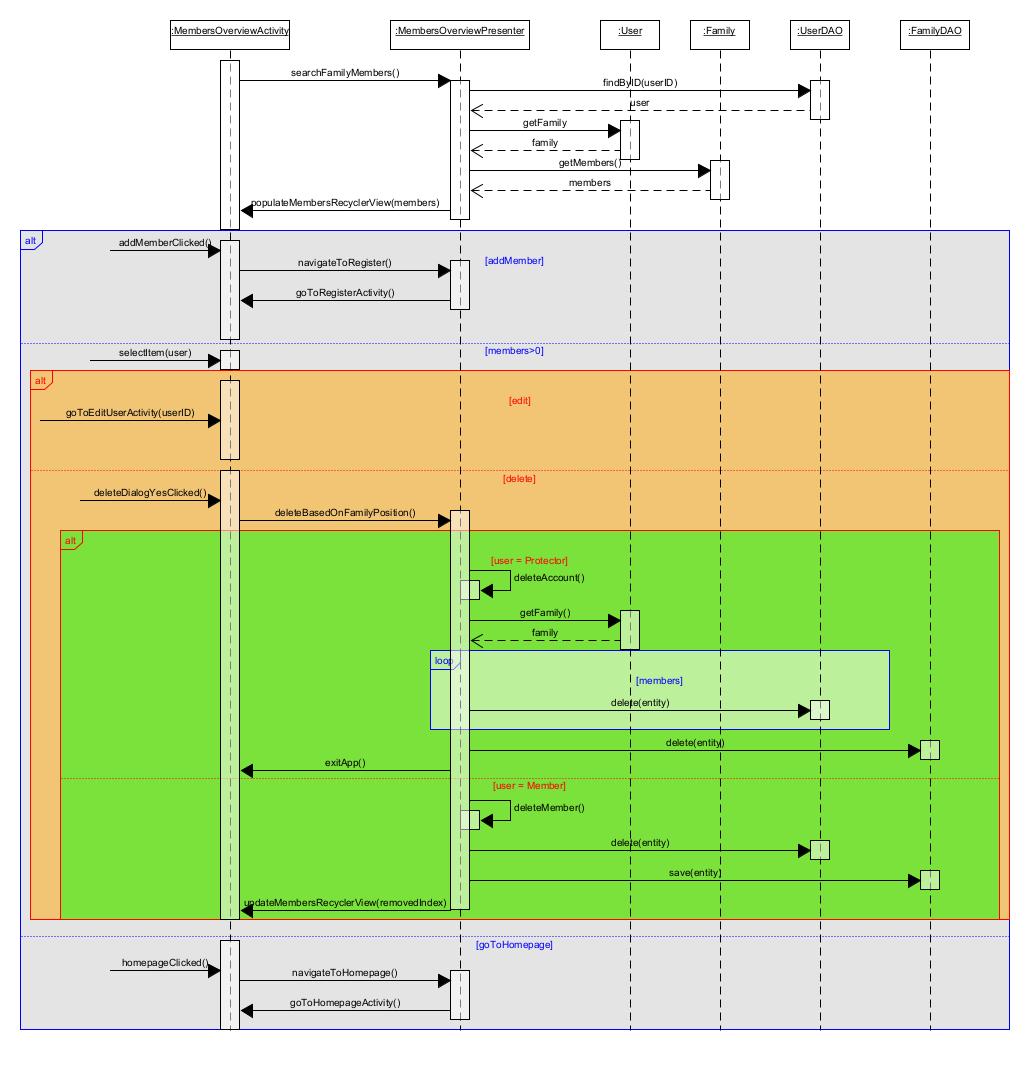 :MembersOverviewActivity
:MembersOverviewPresenter
:User
:Family
:UserDAO
:FamilyDAO
searchFamilyMembers()
findByID(userID)
user
getFamily
family
getMembers()
members
populateMembersRecyclerView(members)
alt
addMemberClicked()
navigateToRegister()
[addMember]
goToRegisterActivity()
[members>0]
selectItem(user)
alt
[edit]
goToEditUserActivity(userID)
[delete]
deleteDialogYesClicked()
deleteBasedOnFamilyPosition()
alt
[user = Protector]
deleteAccount()
getFamily()
family
loop
[members]
delete(entity)
delete(entity)
exitApp()
[user = Member]
deleteMember()
delete(entity)
save(entity)
updateMembersRecyclerView(removedIndex)
[goToHomepage]
homepageClicked()
navigateToHomepage()
goToHomepageActivity()